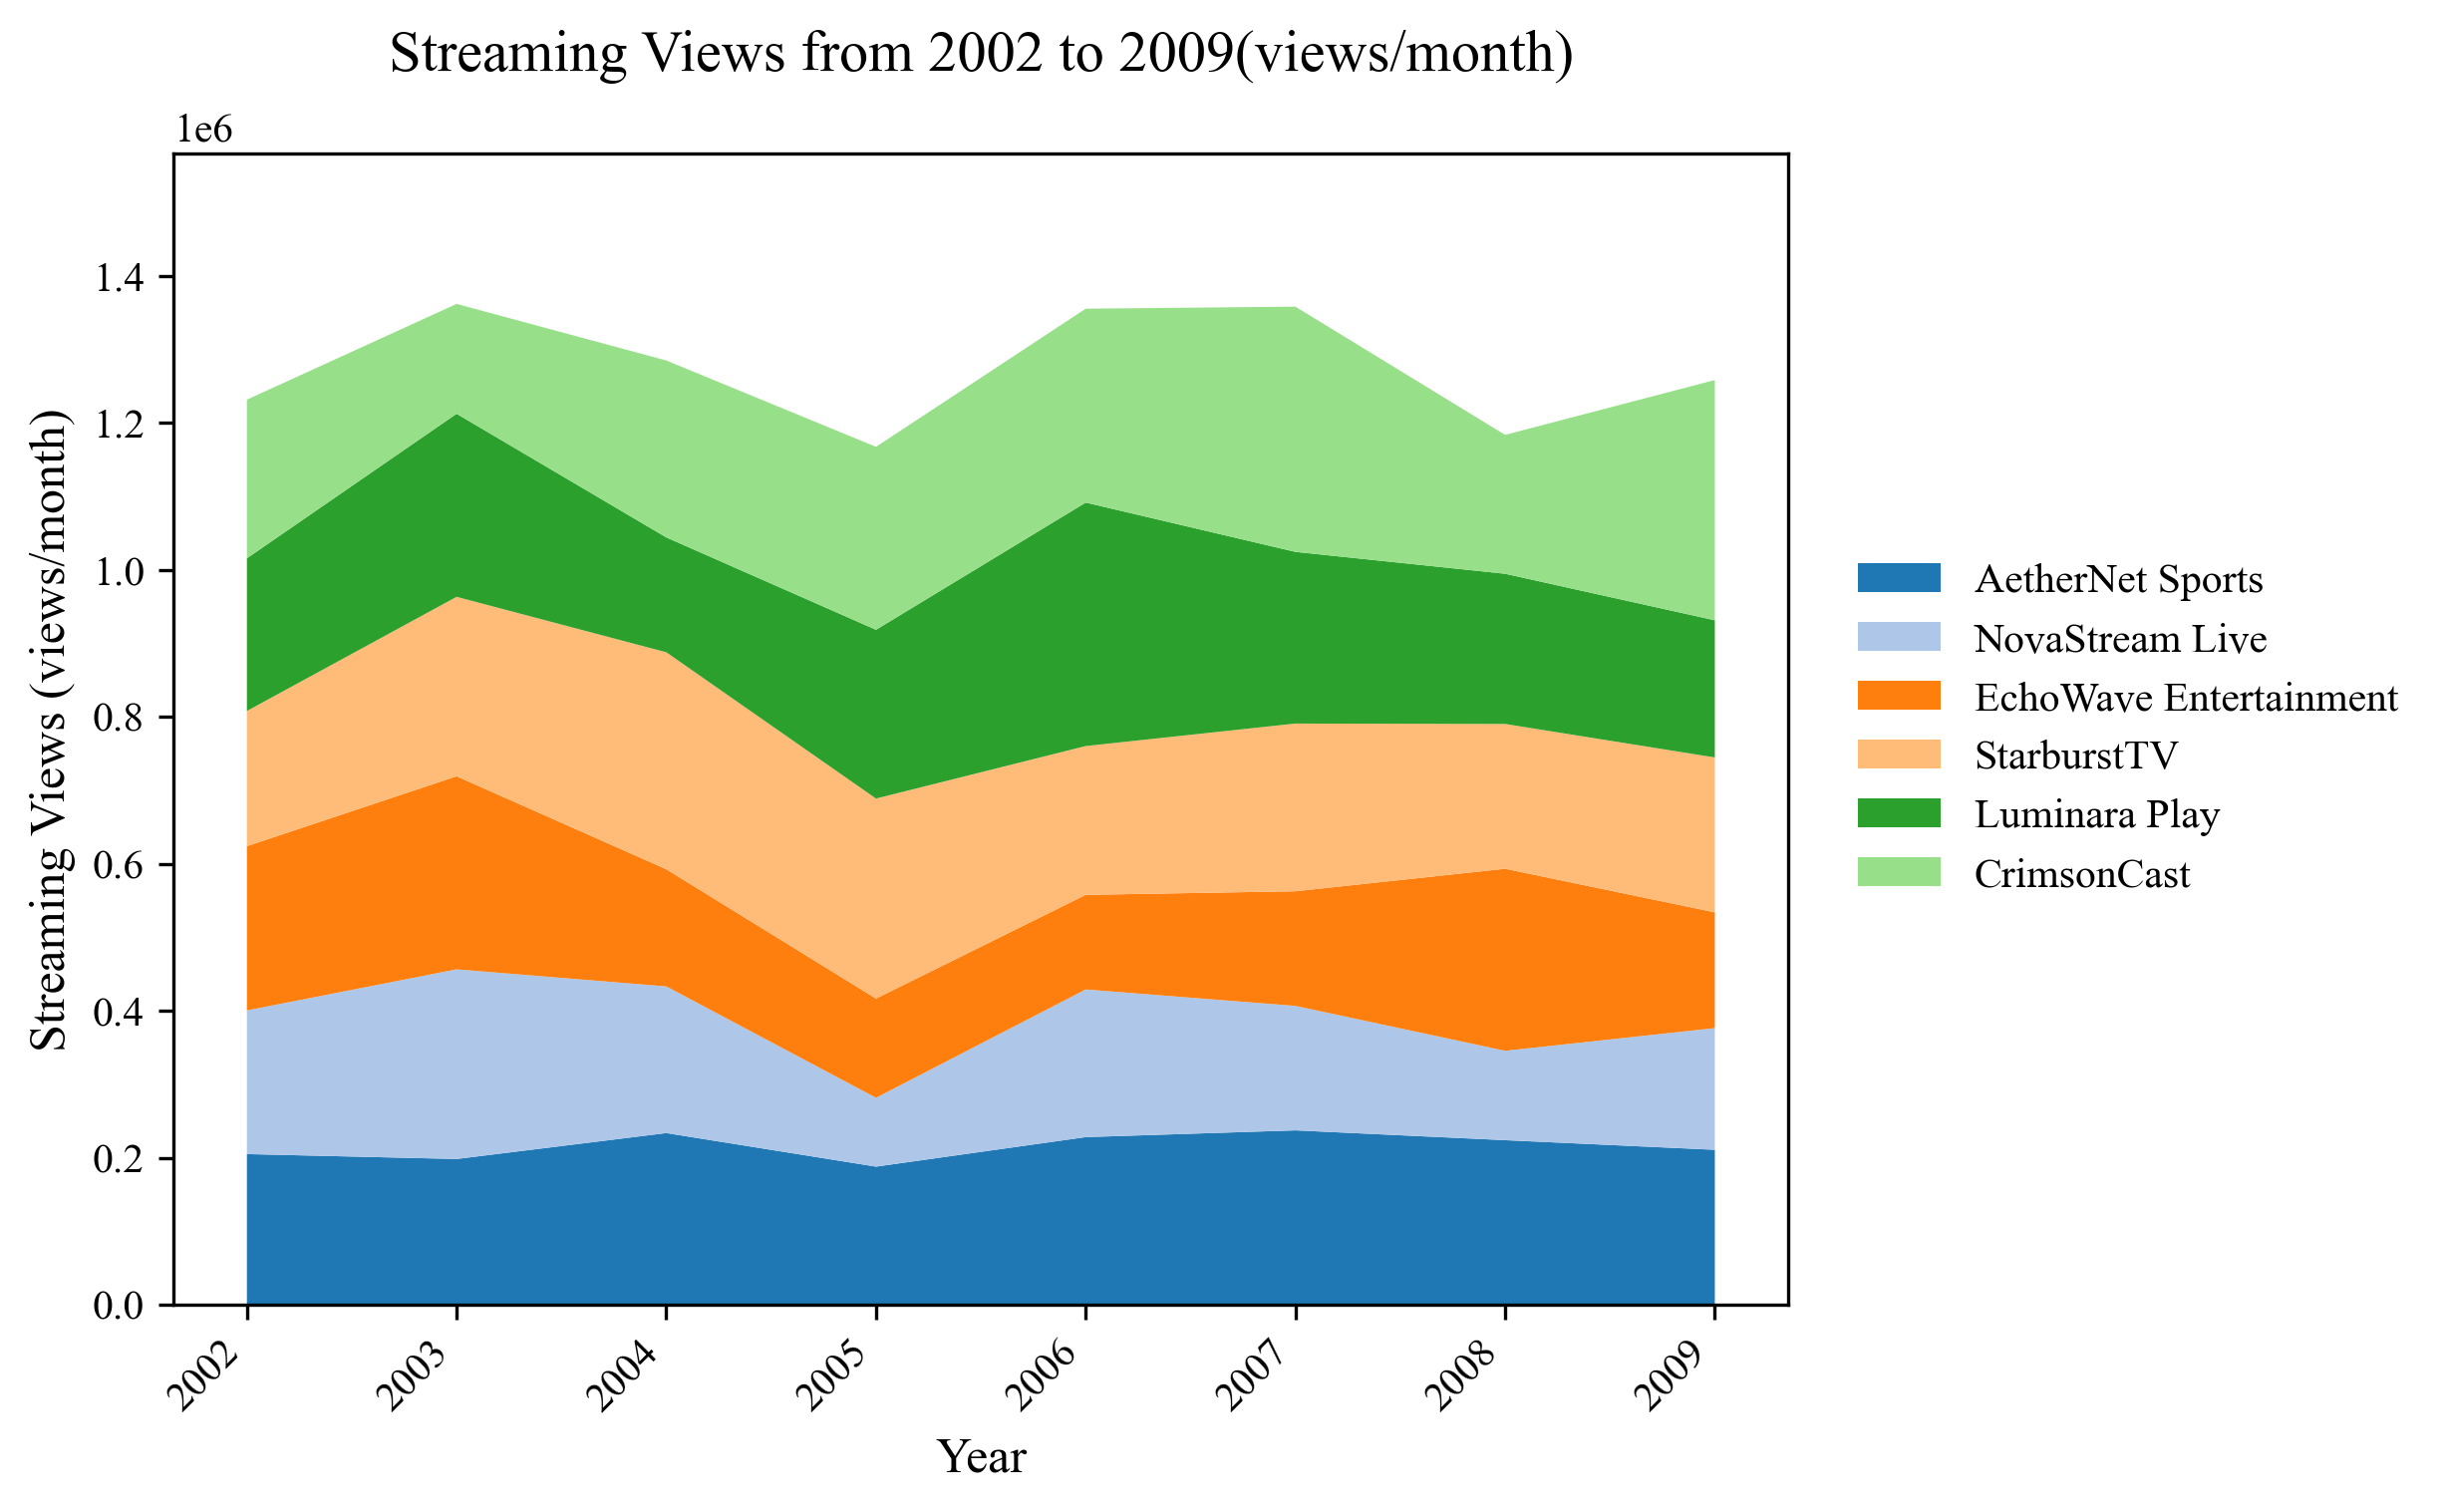 Streaming Views from 2002 to 2009(views/month)
1e6
1.4
1.2
1.0
0.8
0.6
0.4
0.2
0.0
Streaming Views (views/month)
2002
2003
2004
2005
2006
2007
2008
2009
Year
AetherNet Sports
NovaStream Live
EchoWave Entertainment
StarburstTV
Luminara Play
CrimsonCast